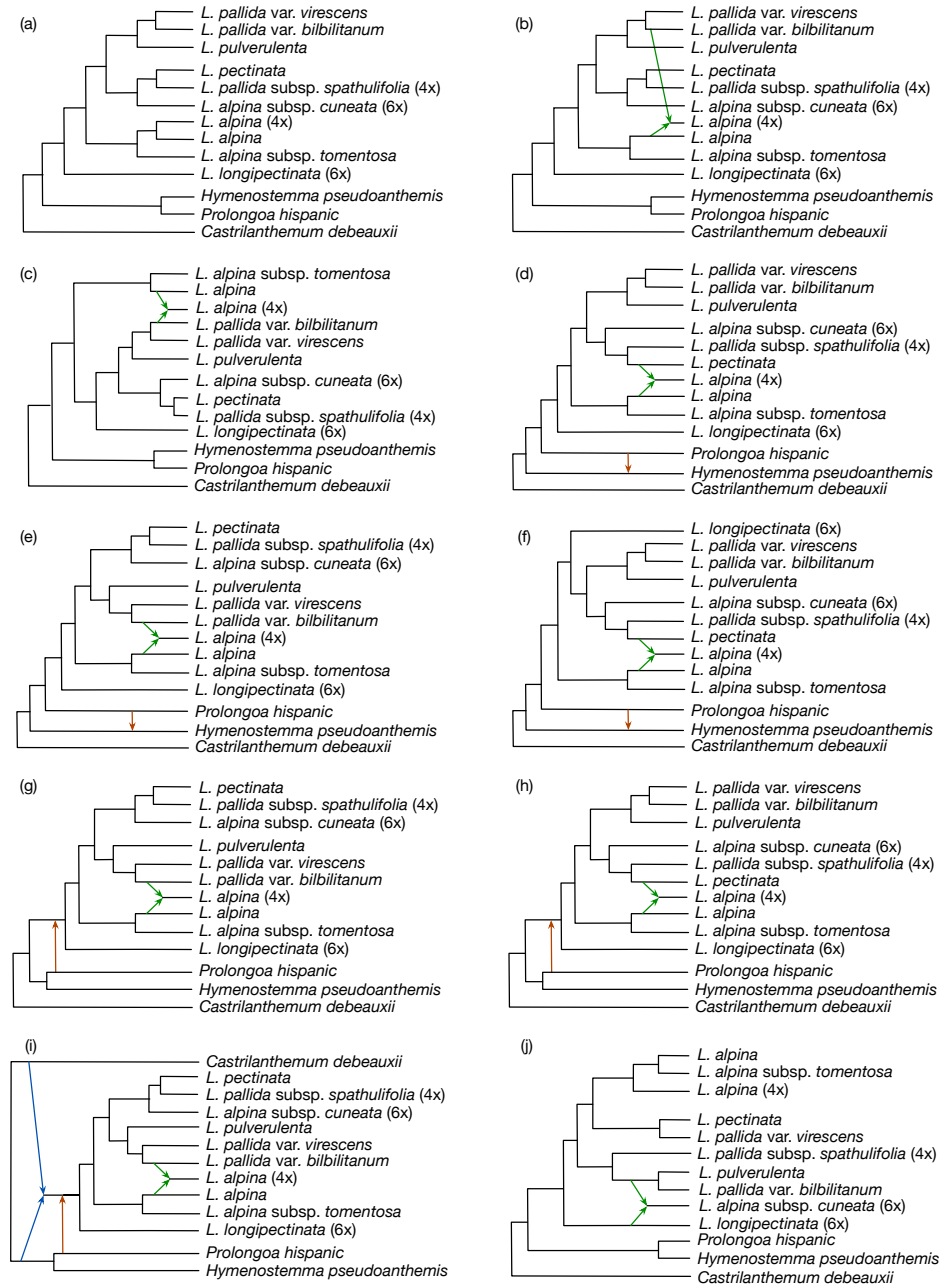 (a)
L. pallida var. virescens
L. pallida var. bilbilitanum
L. pulverulenta
L. pectinata
L. pallida subsp. spathulifolia (4x)
L. alpina subsp. cuneata (6x)
L. alpina (4x)
L. alpina
L. alpina subsp. tomentosa
L. longipectinata (6x)
Hymenostemma pseudoanthemis
Prolongoa hispanic
Castrilanthemum debeauxii
(b)
L. pallida var. virescens
L. pallida var. bilbilitanum
L. pulverulenta
L. pectinata
L. pallida subsp. spathulifolia (4x)
L. alpina subsp. cuneata (6x)
L. alpina (4x)
L. alpina
L. alpina subsp. tomentosa
L. longipectinata (6x)
Hymenostemma pseudoanthemis
Prolongoa hispanic
Castrilanthemum debeauxii
(c)
L. alpina subsp. tomentosa
L. alpina
L. alpina (4x)
L. pallida var. bilbilitanum
L. pallida var. virescens
L. pulverulenta
L. alpina subsp. cuneata (6x)
L. pectinata
L. pallida subsp. spathulifolia (4x)
L. longipectinata (6x)
Hymenostemma pseudoanthemis
Prolongoa hispanic
Castrilanthemum debeauxii
(d)
L. pallida var. virescens
L. pallida var. bilbilitanum
L. pulverulenta
L. alpina subsp. cuneata (6x)
L. pallida subsp. spathulifolia (4x)
L. pectinata
L. alpina (4x)
L. alpina
L. alpina subsp. tomentosa
L. longipectinata (6x)
Prolongoa hispanic
Hymenostemma pseudoanthemis
Castrilanthemum debeauxii
(e)
L. pectinata
L. pallida subsp. spathulifolia (4x)
L. alpina subsp. cuneata (6x)
L. pulverulenta
L. pallida var. virescens
L. pallida var. bilbilitanum
L. alpina (4x)
L. alpina
L. alpina subsp. tomentosa
L. longipectinata (6x)
Prolongoa hispanic
Hymenostemma pseudoanthemis
Castrilanthemum debeauxii
(f)
L. longipectinata (6x)
L. pallida var. virescens
L. pallida var. bilbilitanum
L. pulverulenta
L. alpina subsp. cuneata (6x)
L. pallida subsp. spathulifolia (4x)
L. pectinata
L. alpina (4x)
L. alpina
L. alpina subsp. tomentosa
Prolongoa hispanic
Hymenostemma pseudoanthemis
Castrilanthemum debeauxii
(g)
L. pectinata
L. pallida subsp. spathulifolia (4x)
L. alpina subsp. cuneata (6x)
L. pulverulenta
L. pallida var. virescens
L. pallida var. bilbilitanum
L. alpina (4x)
L. alpina
L. alpina subsp. tomentosa
L. longipectinata (6x)
Prolongoa hispanic
Hymenostemma pseudoanthemis
Castrilanthemum debeauxii
(h)
L. pallida var. virescens
L. pallida var. bilbilitanum
L. pulverulenta
L. alpina subsp. cuneata (6x)
L. pallida subsp. spathulifolia (4x)
L. pectinata
L. alpina (4x)
L. alpina
L. alpina subsp. tomentosa
L. longipectinata (6x)
Prolongoa hispanic
Hymenostemma pseudoanthemis
Castrilanthemum debeauxii
(i)
Castrilanthemum debeauxii
L. pectinata
L. pallida subsp. spathulifolia (4x)
L. alpina subsp. cuneata (6x)
L. pulverulenta
L. pallida var. virescens
L. pallida var. bilbilitanum
L. alpina (4x)
L. alpina
L. alpina subsp. tomentosa
L. longipectinata (6x)
Prolongoa hispanic
Hymenostemma pseudoanthemis
(j)
L. alpina
L. alpina subsp. tomentosa
L. alpina (4x)
L. pectinata
L. pallida var. virescens
L. pallida subsp. spathulifolia (4x)
L. pulverulenta
L. pallida var. bilbilitanum
L. alpina subsp. cuneata (6x)
L. longipectinata (6x)
Prolongoa hispanic
Hymenostemma pseudoanthemis
Castrilanthemum debeauxii